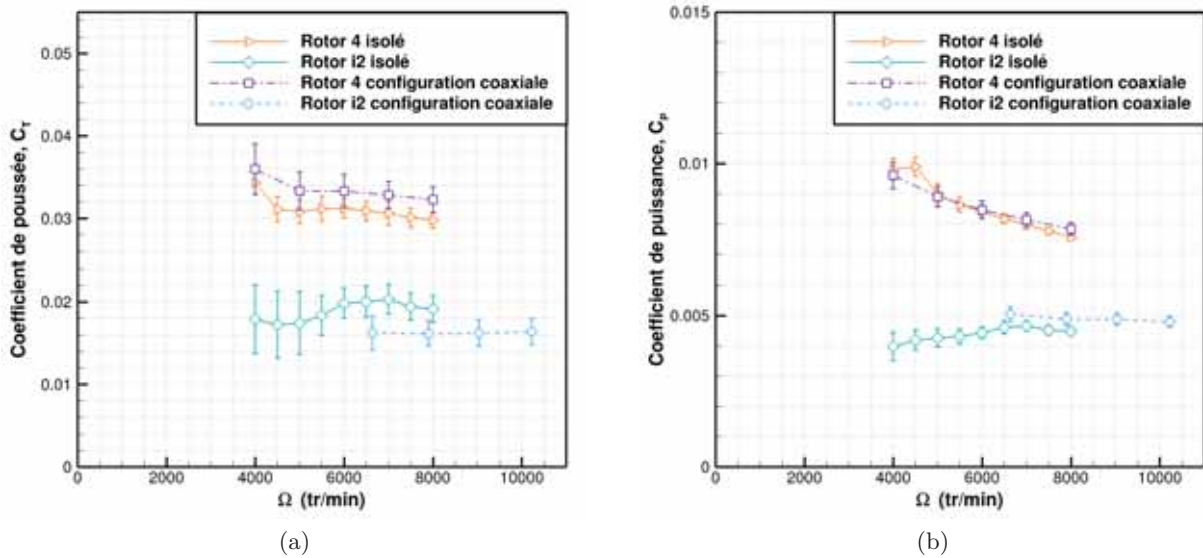 Coefficient de poussée, C_T
0.05
0.04
0.03
0.02
0.01
0
Rotor 4 isolé
Rotor i2 isolé
Rotor 4 configuration coaxiale
Rotor i2 configuration coaxiale
0 2000 4000 6000 8000 10000
Ω (tr/min)
(a)
Coefficient de puissance, C_P
0.015
0.01
0.005
0
Rotor 4 isolé
Rotor i2 isolé
Rotor 4 configuration coaxiale
Rotor i2 configuration coaxiale
0 2000 4000 6000 8000 10000
Ω (tr/min)
(b)